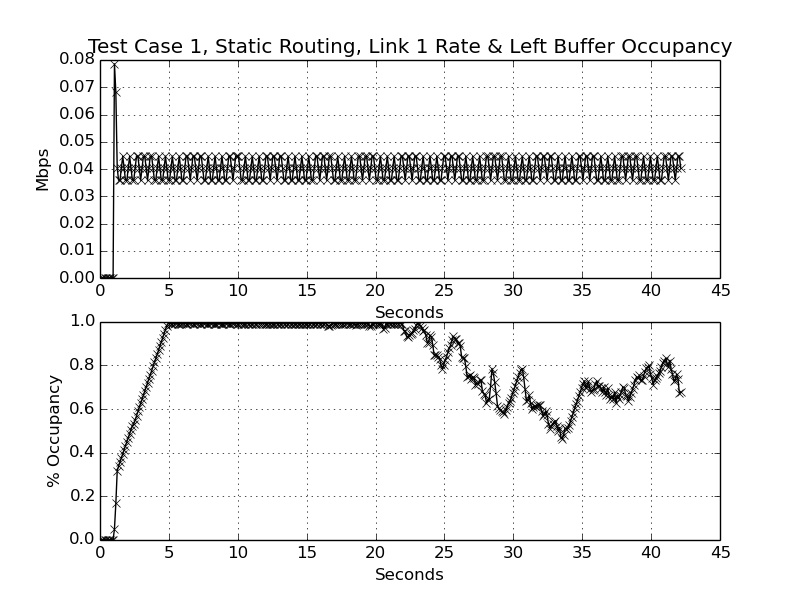 Test Case 1, Static Routing, Link 1 Rate & Left Buffer Occupancy
0.08
0.07
0.06
0.05
0.04
0.03
0.02
0.01
0.00
Mbps
0 5 10 15 20 25 30 35 40 45
Seconds
1.0
0.8
0.6
0.4
0.2
0.0
% Occupancy
0 5 10 15 20 25 30 35 40 45
Seconds